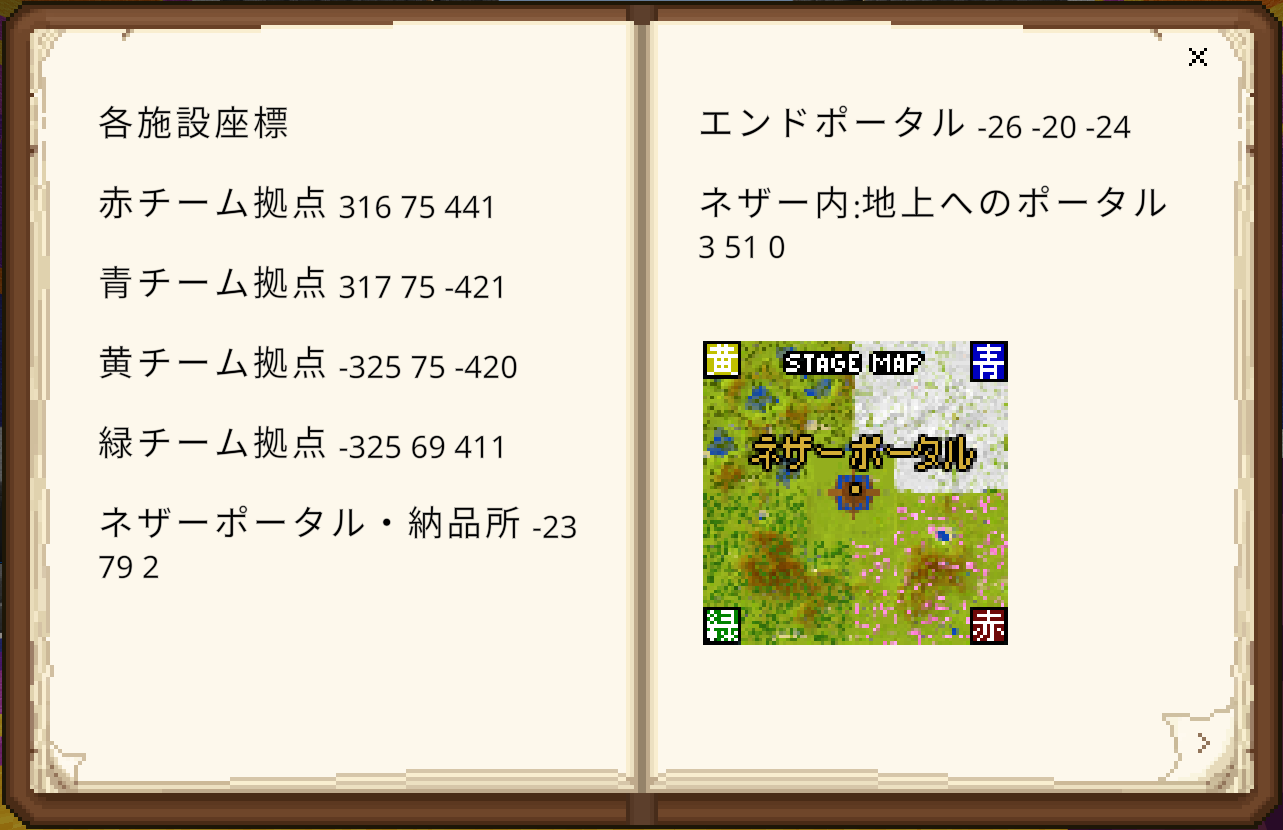 各施設座標
赤チーム拠点 316 75 441
青チーム拠点 317 75 -421
黄チーム拠点 -325 75 -420
緑チーム拠点 -325 69 411
ネザーポータル・納品所 -23
79 2
エンドポータル -26 -20 -24
ネザー内:地上へのポータル
3 51 0
黄 STAGE MAP 青
ネザーポータル
緑 赤